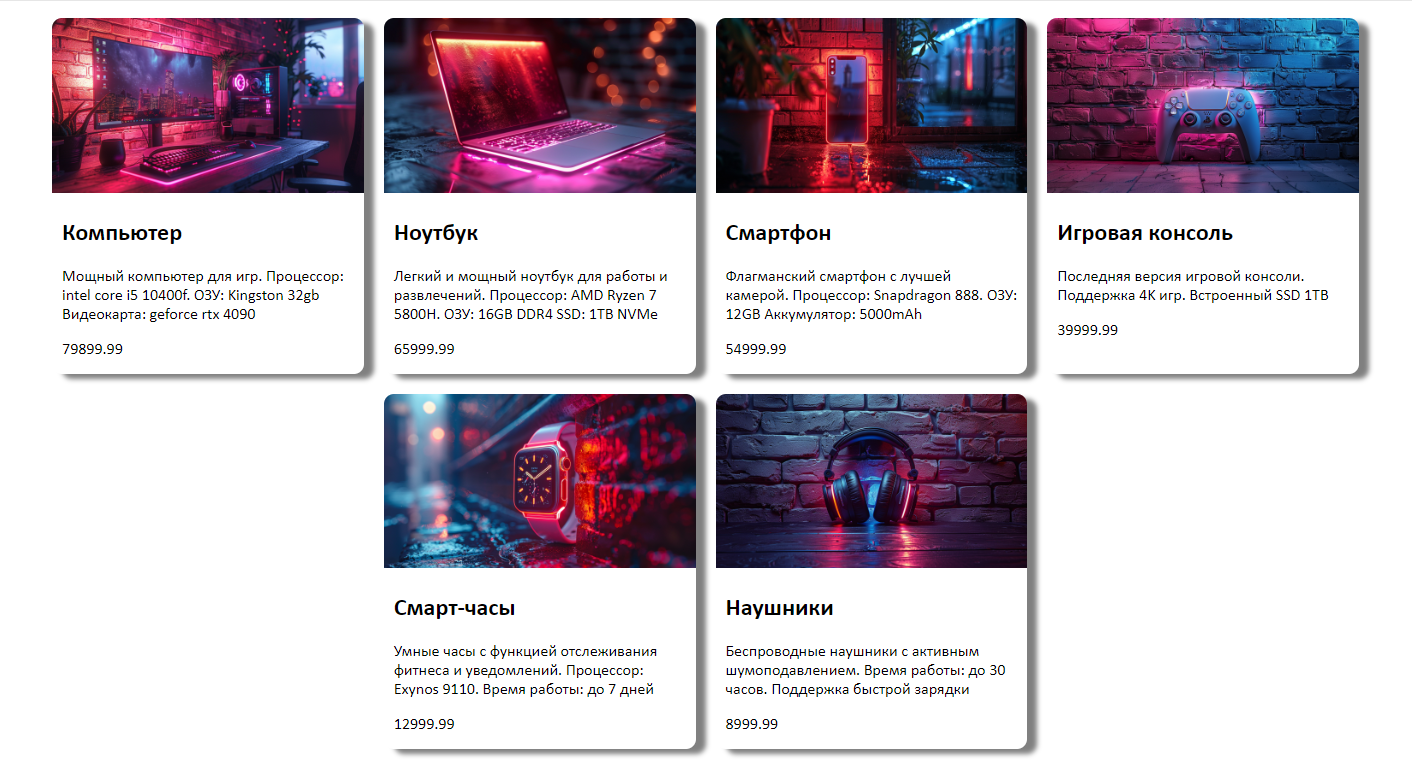 Компьютер
Мощный компьютер для игр. Процессор:
intel core i5 10400f. ОЗУ: Kingston 32gb
Видеокарта: geforce rtx 4090
79899.99
Ноутбук
Легкий и мощный ноутбук для работы и
развлечений. Процессор: AMD Ryzen 7
5800H. ОЗУ: 16GB DDR4 SSD: 1TB NVMe
65999.99
Смартфон
Флагманский смартфон с лучшей
камерой. Процессор: Snapdragon 888. ОЗУ:
12GB Аккумулятор: 5000mAh
54999.99
Игровая консоль
Последняя версия игровой консоли.
Поддержка 4K игр. Встроенный SSD 1TB
39999.99
Смарт-часы
Умные часы с функцией отслеживания
фитнеса и уведомлений. Процессор:
Exynos 9110. Время работы: до 7 дней
12999.99
Наушники
Беспроводные наушники с активным
шумоподавлением. Время работы: до 30
часов. Поддержка быстрой зарядки
8999.99